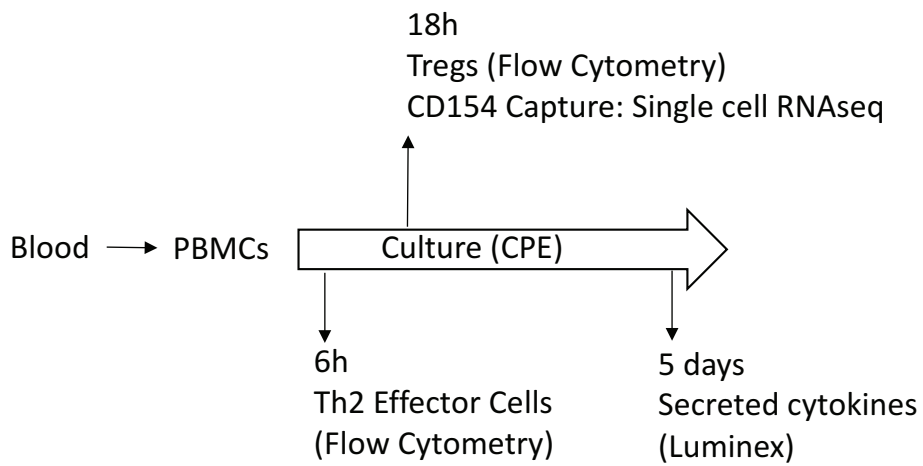 18h
Tregs (Flow Cytometry)
CD154 Capture: Single cell RNAseq
Blood
PBMCs
Culture (CPE)
6h
Th2 Effector Cells
(Flow Cytometry)
5 days
Secreted cytokines
(Luminex)